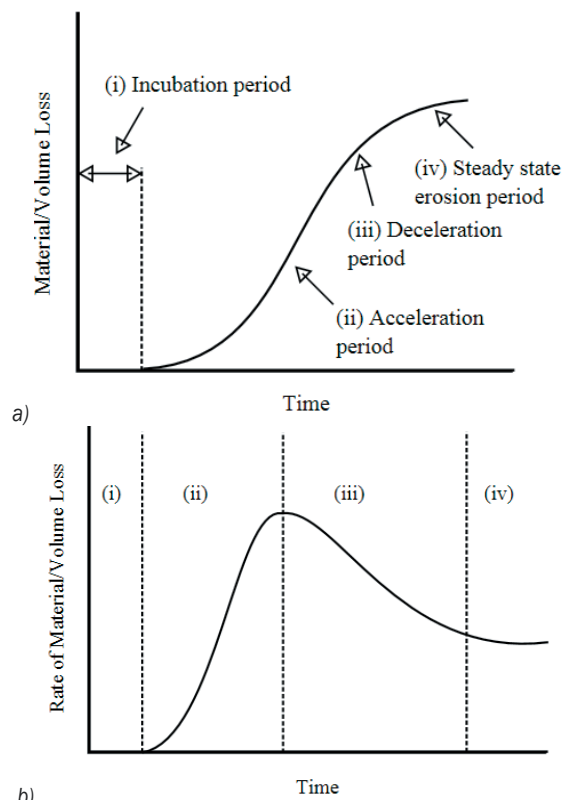 (i) Incubation period
Material/Volume Loss
(iv) Steady state
erosion period
(iii) Deceleration
period
(ii) Acceleration
period
Time
a)
Rate of Material/Volume Loss
(i)
(ii)
(iii)
(iv)
Time
b)